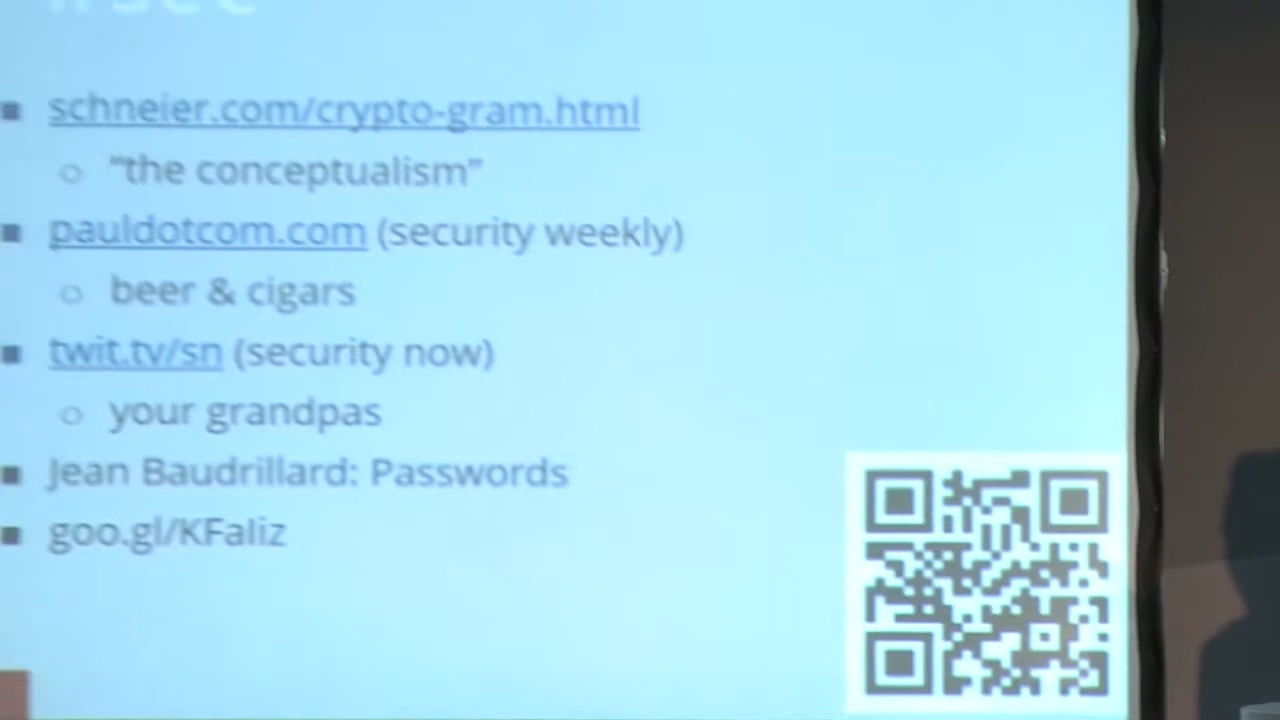 schneier.com/crypto-gram.html
"the conceptualism"
pauldotcom.com (security weekly)
beer & cigars
twit.tv/sn (security now)
your grandpas
Jean Baudrillard: Passwords
goo.gl/KFaIiz